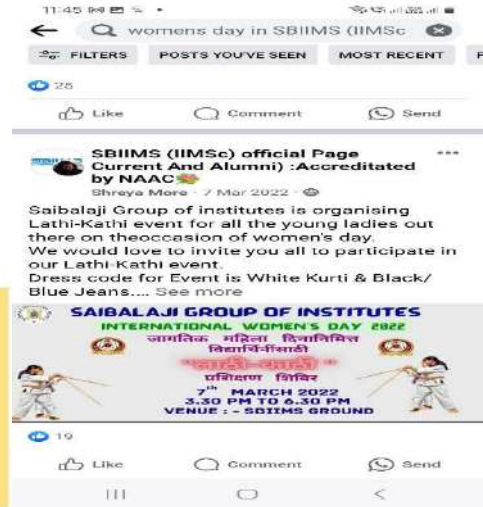 11:45
womens day in SBIIMS (IIMSc
FILTERS POSTS YOU'VE SEEN MOST RECENT
28
Like Comment Send
SBIIMS (IIMSc) official Page
Current And Alumni) :Accreditated
by NAAC
Shreya More · 7 Mar 2022 ·
Saibalaji Group of institutes is organising
Lathi-Kathi event for all the young ladies out
there on theoccasion of women's day.
We would love to invite you all to participate in
our Lathi-Kathi event.
Dress code for Event is White Kurti & Black/
Blue Jeans.... See more
SAIBALAJI GROUP OF INSTITUTES
INTERNATIONAL WOMEN'S DAY 2022
जागतिक महिला दिनानिमित्त
विद्यार्थिनींसाठी
"लाठी-काठी"
प्रशिक्षण शिबिर
7th MARCH 2022
3.30 PM TO 6.30 PM
VENUE : - SBIIMS GROUND
19
Like Comment Send